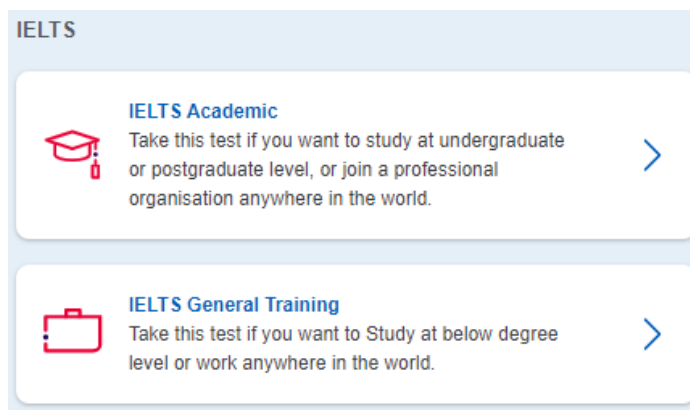 IELTS
IELTS Academic
Take this test if you want to study at undergraduate
or postgraduate level, or join a professional
organisation anywhere in the world.
IELTS General Training
Take this test if you want to Study at below degree
level or work anywhere in the world.